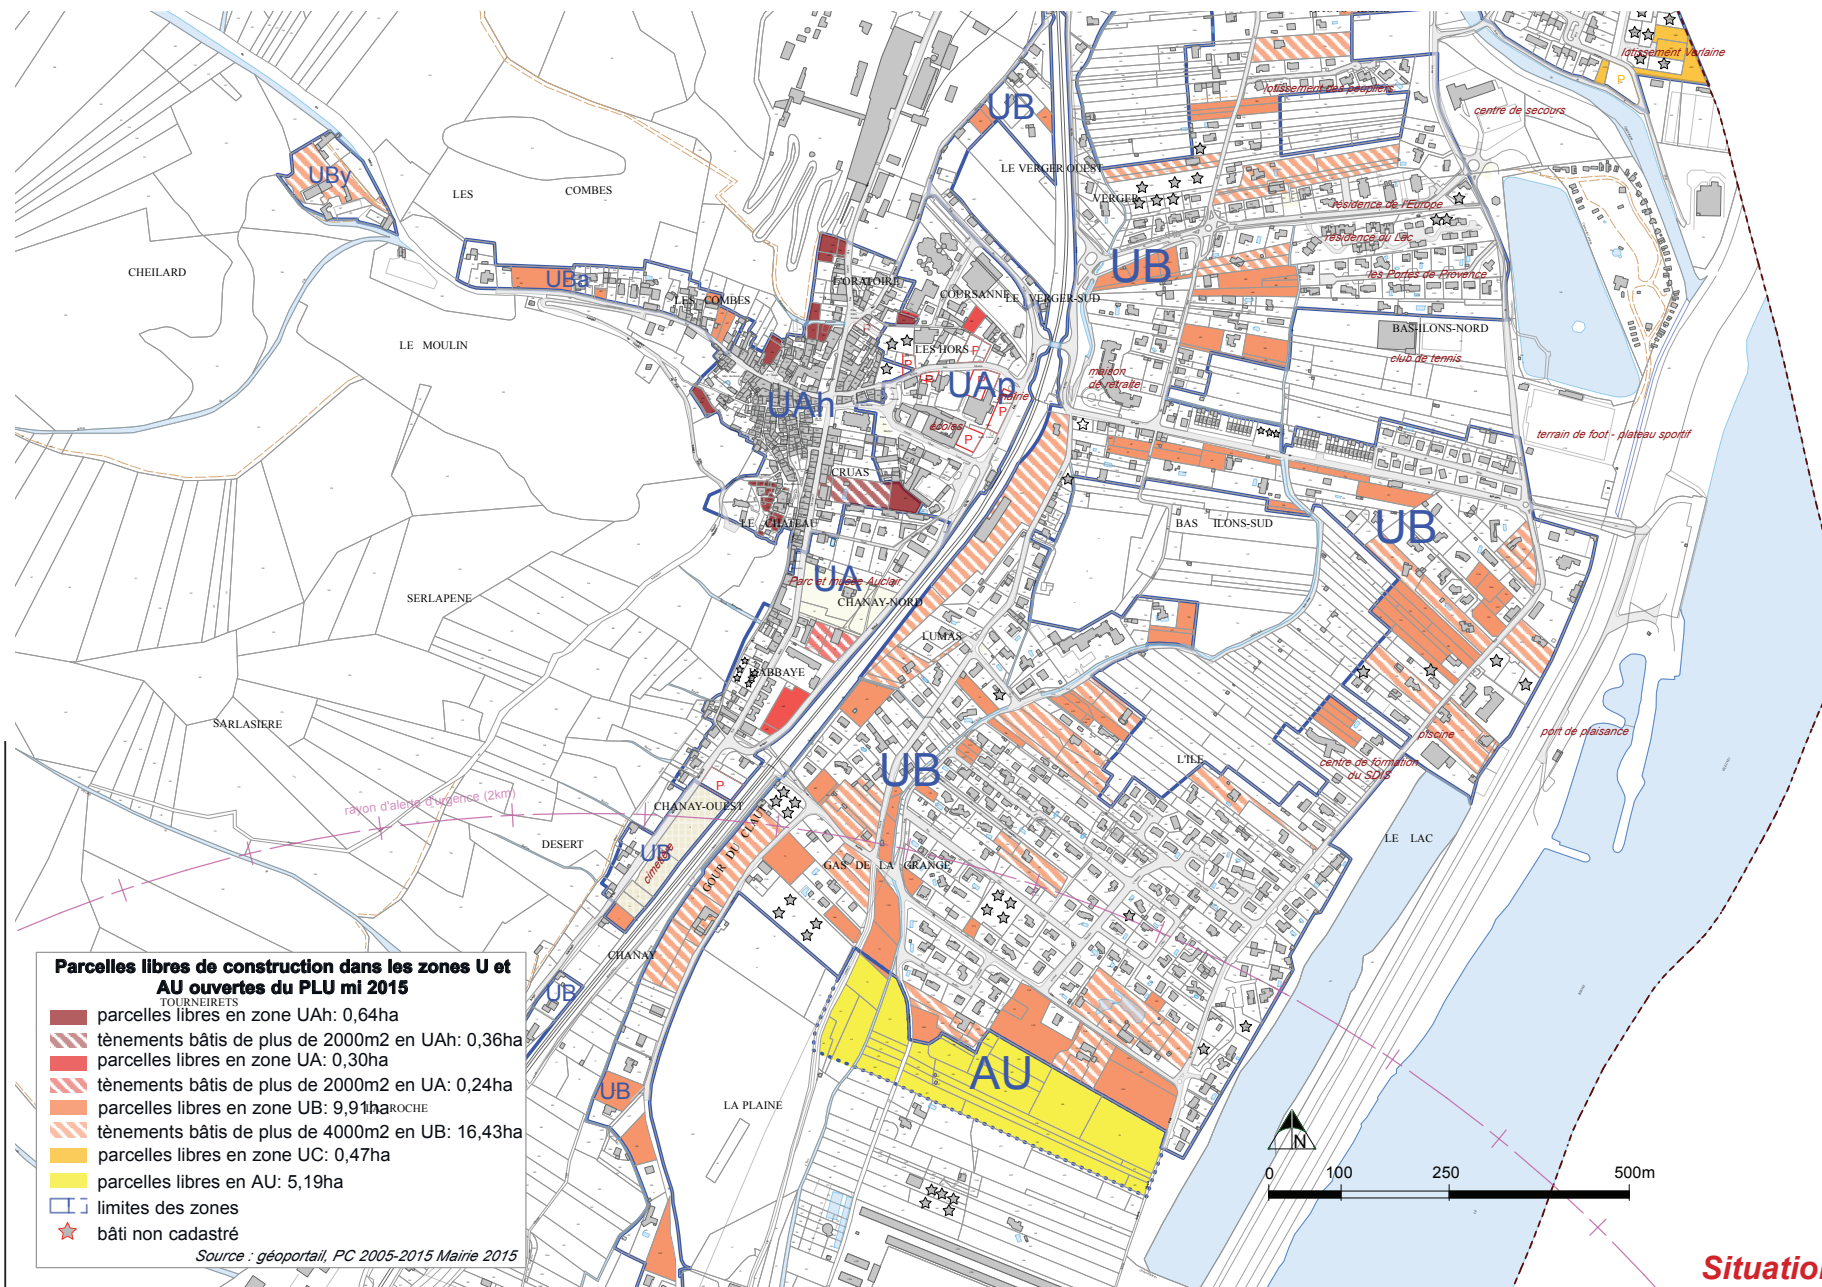 lotissement Verlaine
P
lotissement des peupliers
centre de secours
UB
LE VERGER OUEST
UBy
LES
COMBES
VERGER
résidence de l'Europe
résidence du Lac
UB
les Portes de Provence
CHEILARD
UBa
L'ORATOIRE
COURSANNE
LE VERGER-SUD
LES COMBES
BAS-ILONS-NORD
LE MOULIN
LES HORS
P
club de tennis
P
P
maison
de retraite
UAp
mairie
UAh
P
écoles
P
terrain de foot - plateau sportif
CRUAS
LE CHATEAU
BAS ILONS-SUD
UB
Parc et musée Auclair
UA
CHANAY-NORD
SERLAPENE
LUMAS
L'ABBAYE
SARLASIERE
port de plaisance
piscine
L'ILE
centre de formation
du SDIS
UB
P
rayon d'alerte d'urgence (2km)
CHANAY-OUEST
LE LAC
DESERT
UB
cimetière
GOUR DU CLAU
GAS DE LA GRANGE
CHANAY
UB
AU
UB
LA PLAINE
Parcelles libres de construction dans les zones U et
AU ouvertes du PLU mi 2015
TOURNEIRETS
parcelles libres en zone UAh: 0,64ha
tènements bâtis de plus de 2000m2 en UAh: 0,36ha
parcelles libres en zone UA: 0,30ha
tènements bâtis de plus de 2000m2 en UA: 0,24ha
parcelles libres en zone UB: 9,91ha
LA ROCHE
tènements bâtis de plus de 4000m2 en UB: 16,43ha
parcelles libres en zone UC: 0,47ha
parcelles libres en AU: 5,19ha
limites des zones
bâti non cadastré
Source : géoportail, PC 2005-2015 Mairie 2015
N
0 100 250 500m
Situation